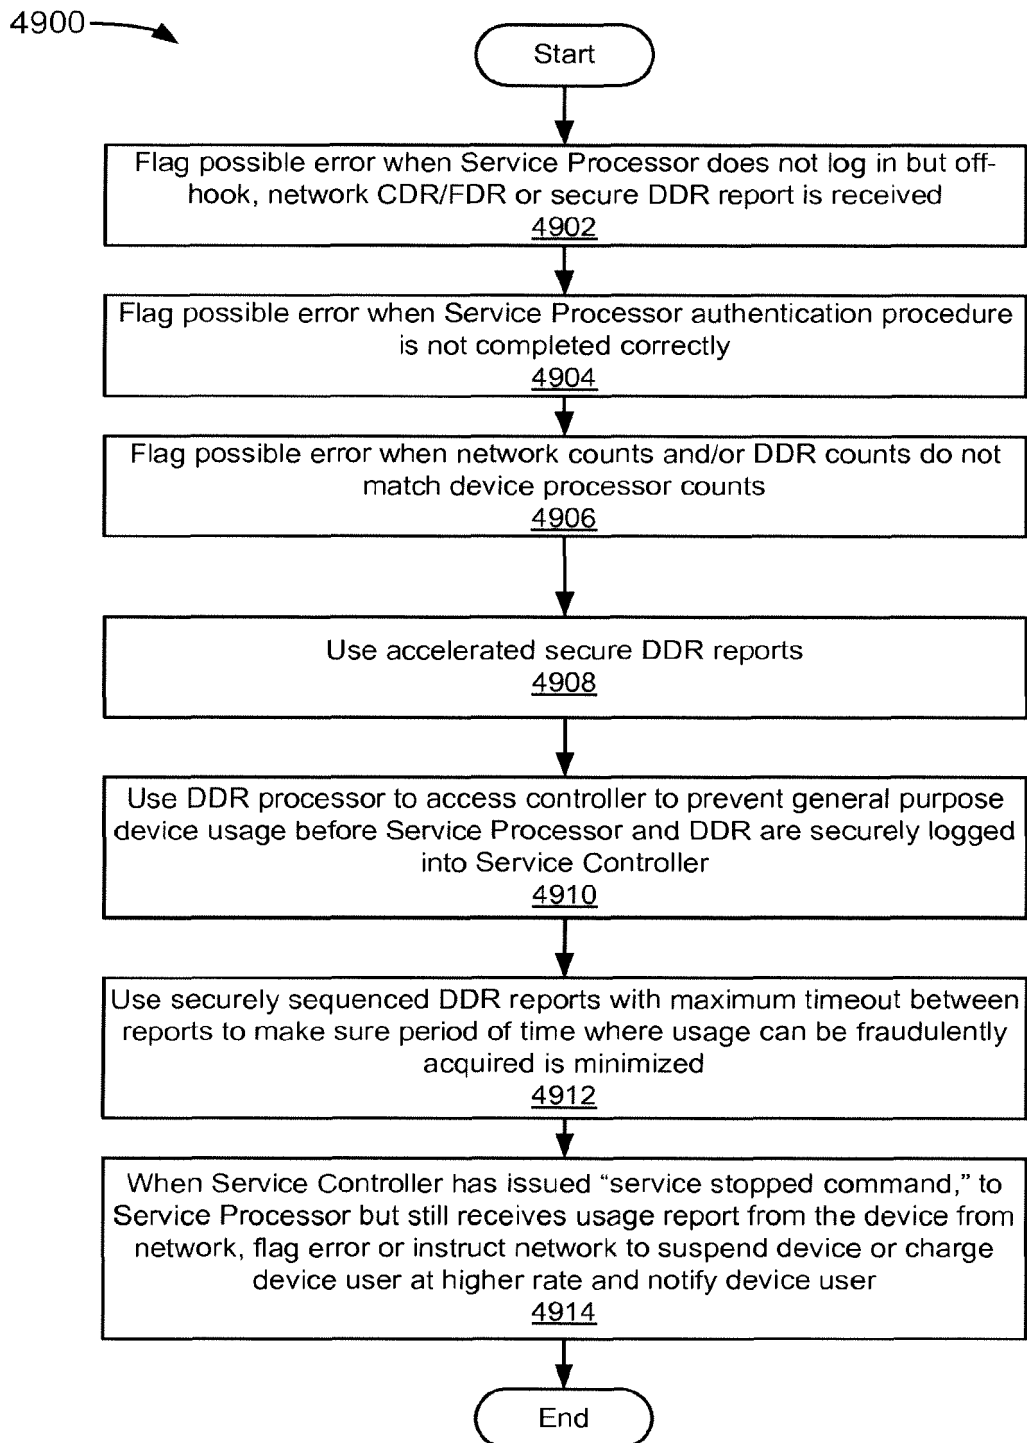 4900
Start
Flag possible error when Service Processor does not log in but off-
hook, network CDR/FDR or secure DDR report is received
4902
Flag possible error when Service Processor authentication procedure
is not completed correctly
4904
Flag possible error when network counts and/or DDR counts do not
match device processor counts
4906
Use accelerated secure DDR reports
4908
Use DDR processor to access controller to prevent general purpose
device usage before Service Processor and DDR are securely logged
into Service Controller
4910
Use securely sequenced DDR reports with maximum timeout between
reports to make sure period of time where usage can be fraudulently
acquired is minimized
4912
When Service Controller has issued “service stopped command,” to
Service Processor but still receives usage report from the device from
network, flag error or instruct network to suspend device or charge
device user at higher rate and notify device user
4914
End